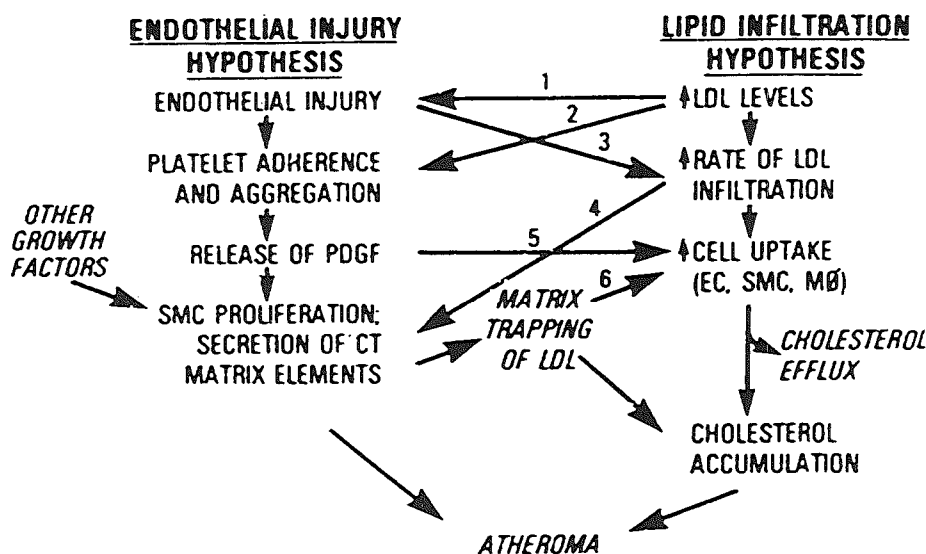 ENDOTHELIAL INJURY
HYPOTHESIS
LIPID INFILTRATION
HYPOTHESIS
ENDOTHELIAL INJURY
1
↑LDL LEVELS
2
3
PLATELET ADHERENCE
AND AGGREGATION
↑RATE OF LDL
INFILTRATION
4
OTHER
GROWTH
FACTORS
RELEASE OF PDGF
5
↑CELL UPTAKE
(EC, SMC, MØ)
6
SMC PROLIFERATION;
SECRETION OF CT
MATRIX ELEMENTS
MATRIX
TRAPPING
OF LDL
CHOLESTEROL
EFFLUX
CHOLESTEROL
ACCUMULATION
ATHEROMA